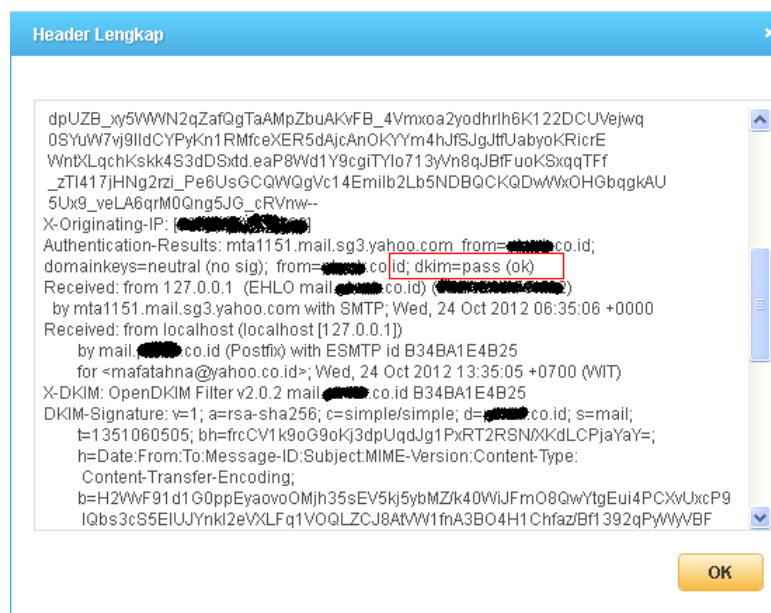 Header Lengkap
dpUZB_xy5WWN2qZafQgTaAMpZbuAKvFB_4Vmxoa2yodhrlh6K122DCUVejwq
0SYuW7vj9lldCYPyKn1RMfceXER5dAjcAnOKYYm4hJfSJgJtfUabyoKRicrE
WntXLqchKskk4S3dDSxtd.eaP8Wd1Y9cgiTYlo713yVn8qJBfFuoKSxqqTFf
_zTl417jHNg2rzi_Pe6UsGCQWQgVc14Emilb2Lb5NDBQCKQDwWxOHGbqgkAU
5Ux9_veLA6qrM0Qng5JG_cRVnw--
X-Originating-IP: [ ]
Authentication-Results: mta1151.mail.sg3.yahoo.com from= co.id;
domainkeys=neutral (no sig); from= .co.id; dkim=pass (ok)
Received: from 127.0.0.1 (EHLO mail. co.id) ( )
by mta1151.mail.sg3.yahoo.com with SMTP; Wed, 24 Oct 2012 06:35:06 +0000
Received: from localhost (localhost [127.0.0.1])
by mail. .co.id (Postfix) with ESMTP id B34BA1E4B25
for <mafatahna@yahoo.co.id>; Wed, 24 Oct 2012 13:35:05 +0700 (WIT)
X-DKIM: OpenDKIM Filter v2.0.2 mail. .co.id B34BA1E4B25
DKIM-Signature: v=1; a=rsa-sha256; c=simple/simple; d= .co.id; s=mail;
t=1351060505; bh=frcCV1k9oG9oKj3dpUqdJg1PxRT2RSN/XKdLCPjaYaY=;
h=Date:From:To:Message-ID:Subject:MIME-Version:Content-Type:
Content-Transfer-Encoding;
b=H2WvF91d1G0ppEyaovoOMjh35sEV5kj5ybMZ/k40WiJFmO8QwYtgEui4PCXvUxcP9
IQbs3cS5ElUJYnkl2eVXLFq1VOQLZCJ8AtVW1fnA3BO4H1Chfaz/Bf1392qPyWyVBF
OK